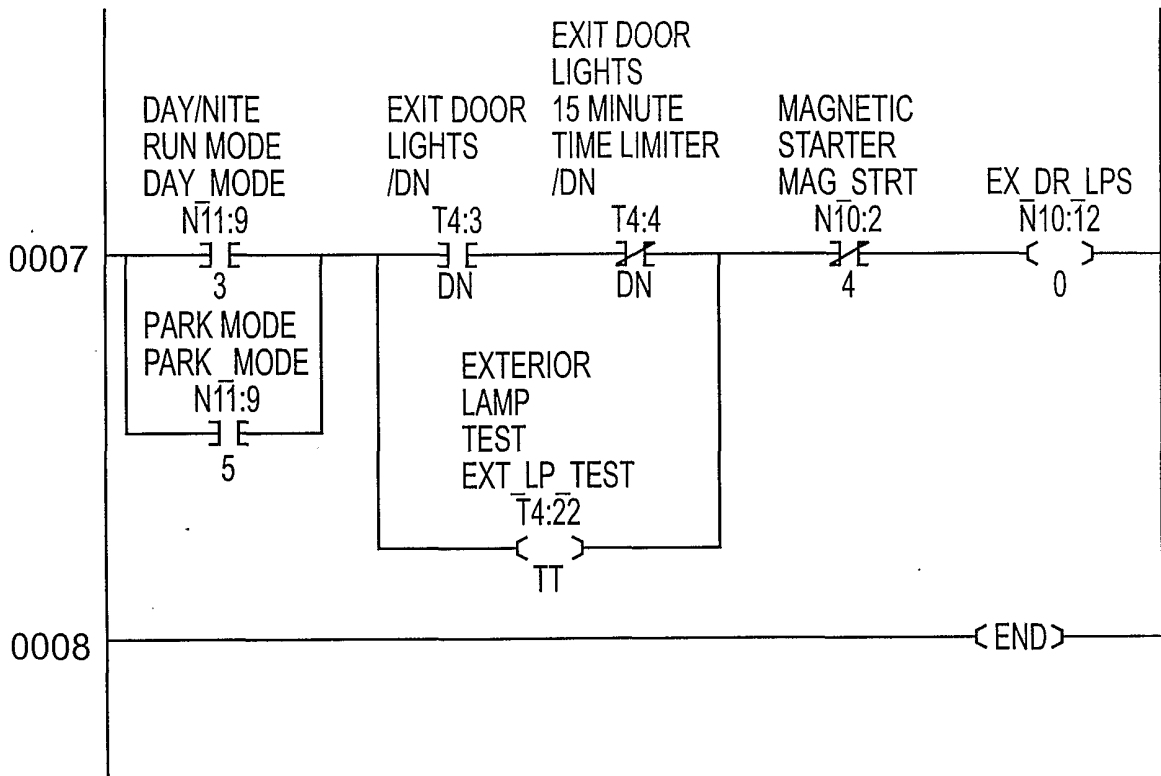 EXIT DOOR
LIGHTS
15 MINUTE
TIME LIMITER
/DN
DAY/NITE
RUN MODE
DAY_MODE
N11:9
3
EXIT DOOR
LIGHTS
/DN
T4:3
DN
T4:4
DN
MAGNETIC
STARTER
MAG_STRT
N10:2
4
EX_DR_LPS
N10:12
0
0007
PARK MODE
PARK_MODE
N11:9
5
EXTERIOR
LAMP
TEST
EXT_LP_TEST
T4:22
TT
0008
END